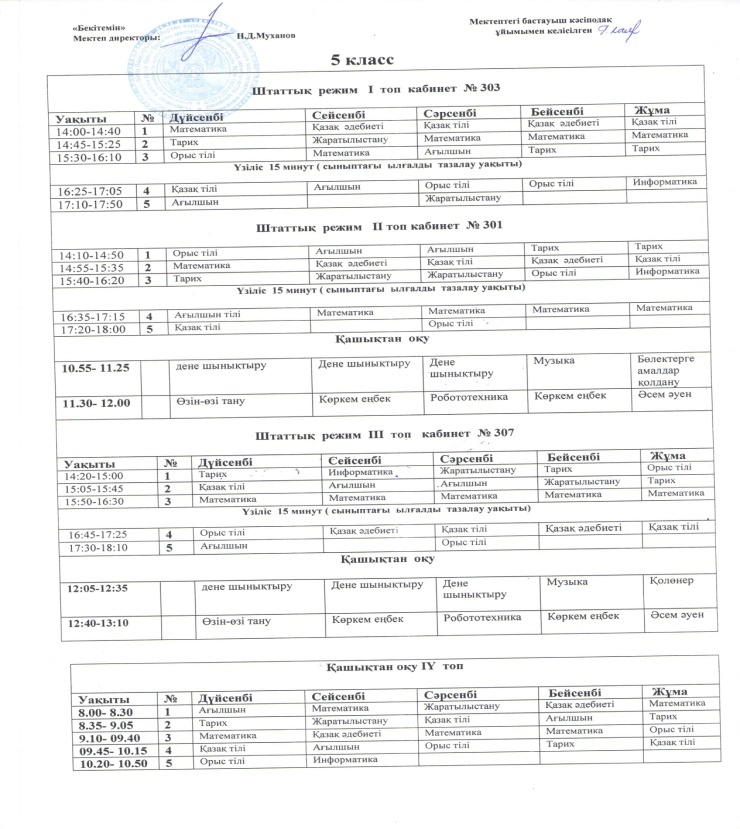 «Бекітемін»
Мектеп директоры: Н.Д.Муханов
Мектептегі бастауыш кәсіподақ
ұйымымен келісілген
5 класс
Штаттық режим I топ кабинет № 303
Уақыты № Дүйсенбі Сейсенбі Сәрсенбі Бейсенбі Жұма
14:00-14:40 1 Математика Қазақ әдебиеті Қазақ тілі Қазақ әдебиеті Қазақ тілі
14:45-15:25 2 Тарих Жаратылыстану Математика Математика Математика
15:30-16:10 3 Орыс тілі Математика Ағылшын Тарих Тарих
Үзіліс 15 минут ( сыныптағы ылғалды тазалау уақыты)
16:25-17:05 4 Қазақ тілі Ағылшын Орыс тілі Орыс тілі Информатика
17:10-17:50 5 Ағылшын Жаратылыстану
Штаттық режим II топ кабинет № 301
14:10-14:50 1 Орыс тілі Ағылшын Ағылшын Тарих Тарих
14:55-15:35 2 Математика Қазақ әдебиеті Қазақ тілі Қазақ әдебиеті Қазақ тілі
15:40-16:20 3 Тарих Жаратылыстану Жаратылыстану Орыс тілі Информатика
Үзіліс 15 минут ( сыныптағы ылғалды тазалау уақыты)
16:35-17:15 4 Ағылшын тілі Математика Математика Математика Математика
17:20-18:00 5 Қазақ тілі Орыс тілі
Қашықтан оқу
10.55- 11.25 дене шынықтыру Дене шынықтыру Дене шынықтыру Музыка Бөлектерге амалдар қолдану
11.30- 12.00 Өзін-өзі тану Көркем еңбек Робототехника Көркем еңбек Әсем әуен
Штаттық режим III топ кабинет № 307
Уақыты № Дүйсенбі Сейсенбі Сәрсенбі Бейсенбі Жұма
14:20-15:00 1 Тарих Информатика Жаратылыстану Тарих Орыс тілі
15:05-15:45 2 Қазақ тілі Ағылшын Ағылшын Жаратылыстану Тарих
15:50-16:30 3 Математика Математика Математика Математика Математика
Үзіліс 15 минут ( сыныптағы ылғалды тазалау уақыты)
16:45-17:25 4 Орыс тілі Қазақ әдебиеті Қазақ тілі Қазақ әдебиеті Қазақ тілі
17:30-18:10 5 Ағылшын Орыс тілі
Қашықтан оқу
12:05-12:35 дене шынықтыру Дене шынықтыру Дене шынықтыру Музыка Қолөнер
12:40-13:10 Өзін-өзі тану Көркем еңбек Робототехника Көркем еңбек Әсем әуен
Қашықтан оқу IҮ топ
Уақыты № Дүйсенбі Сейсенбі Сәрсенбі Бейсенбі Жұма
8.00- 8.30 1 Ағылшын Математика Жаратылыстану Қазақ әдебиеті Математика
8.35- 9.05 2 Тарих Жаратылыстану Қазақ тілі Ағылшын Тарих
9.10- 09.40 3 Математика Қазақ әдебиеті Математика Математика Орыс тілі
09.45- 10.15 4 Қазақ тілі Ағылшын Орыс тілі Тарих Қазақ тілі
10.20- 10.50 5 Орыс тілі Информатика